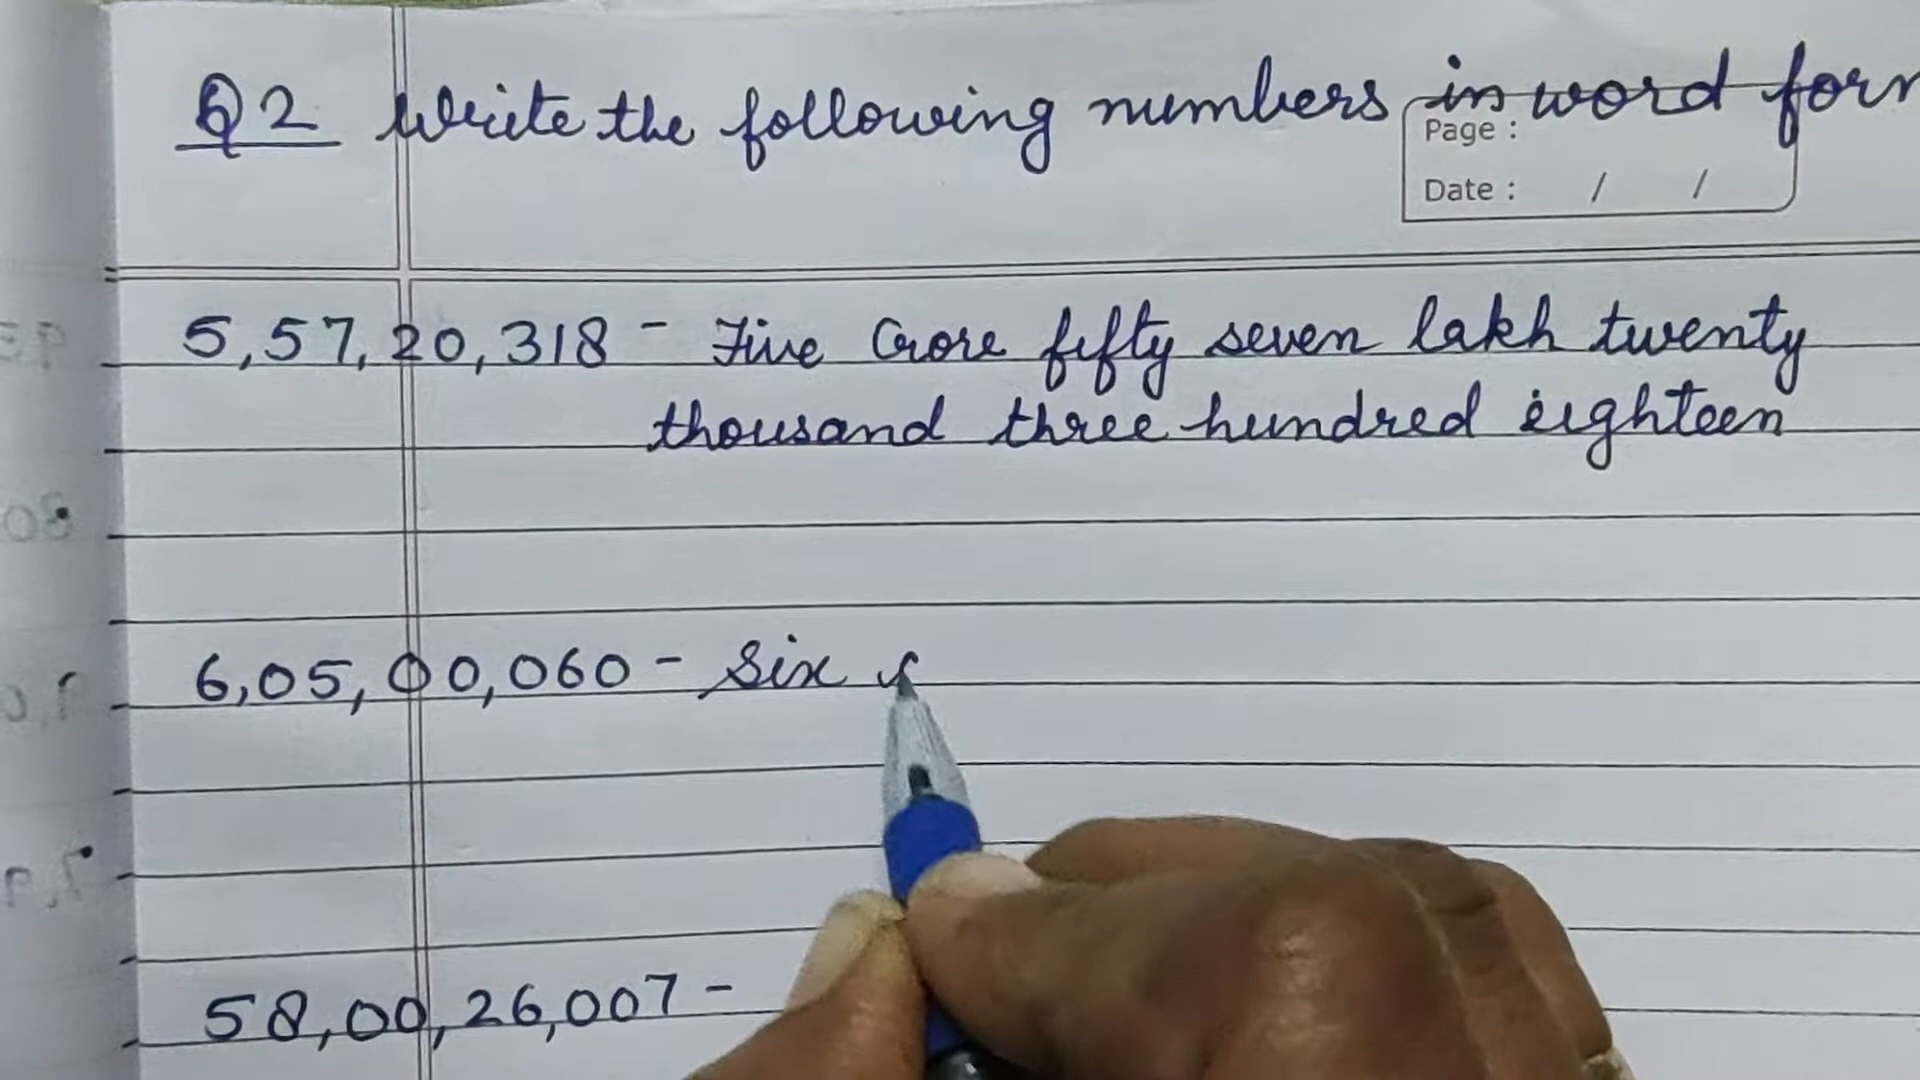 Q2 Write the following numbers in word
Page :
Date : / /
5,57,20,318 - Five Crore fifty seven lakh twenty
thousand three hundred eighteen
6,05,00,060 - Six
58,00,26,007 -